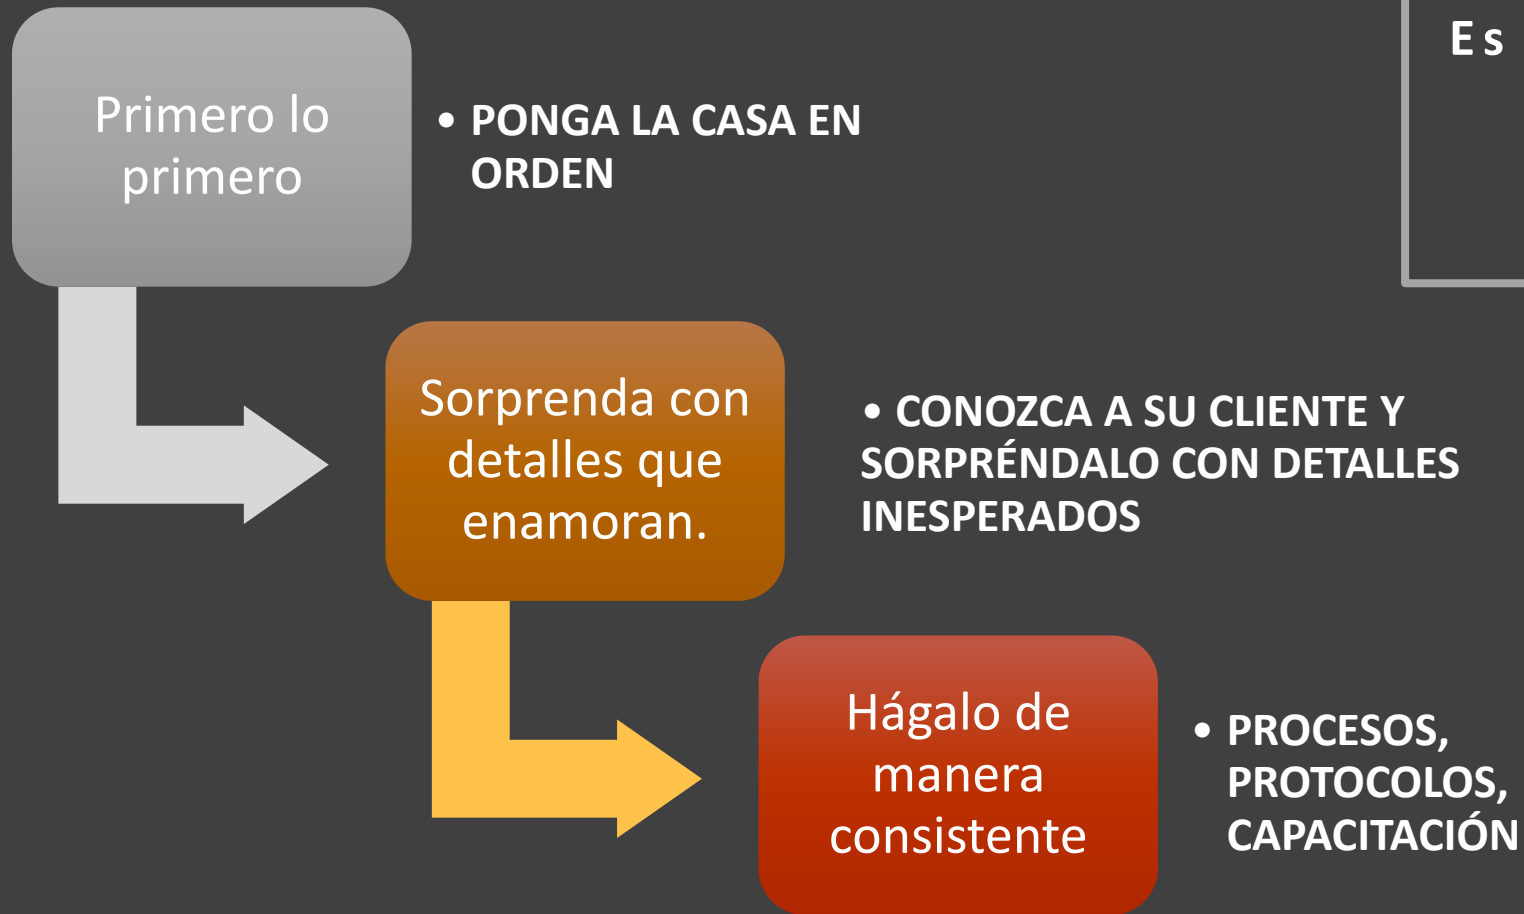 Primero lo
primero
• PONGA LA CASA EN
ORDEN
Es
Sorprenda con
detalles que
enamoran.
• CONOZCA A SU CLIENTE Y
SORPRÉNDALO CON DETALLES
INESPERADOS
Hágalo de
manera
consistente
• PROCESOS,
PROTOCOLOS,
CAPACITACIÓN